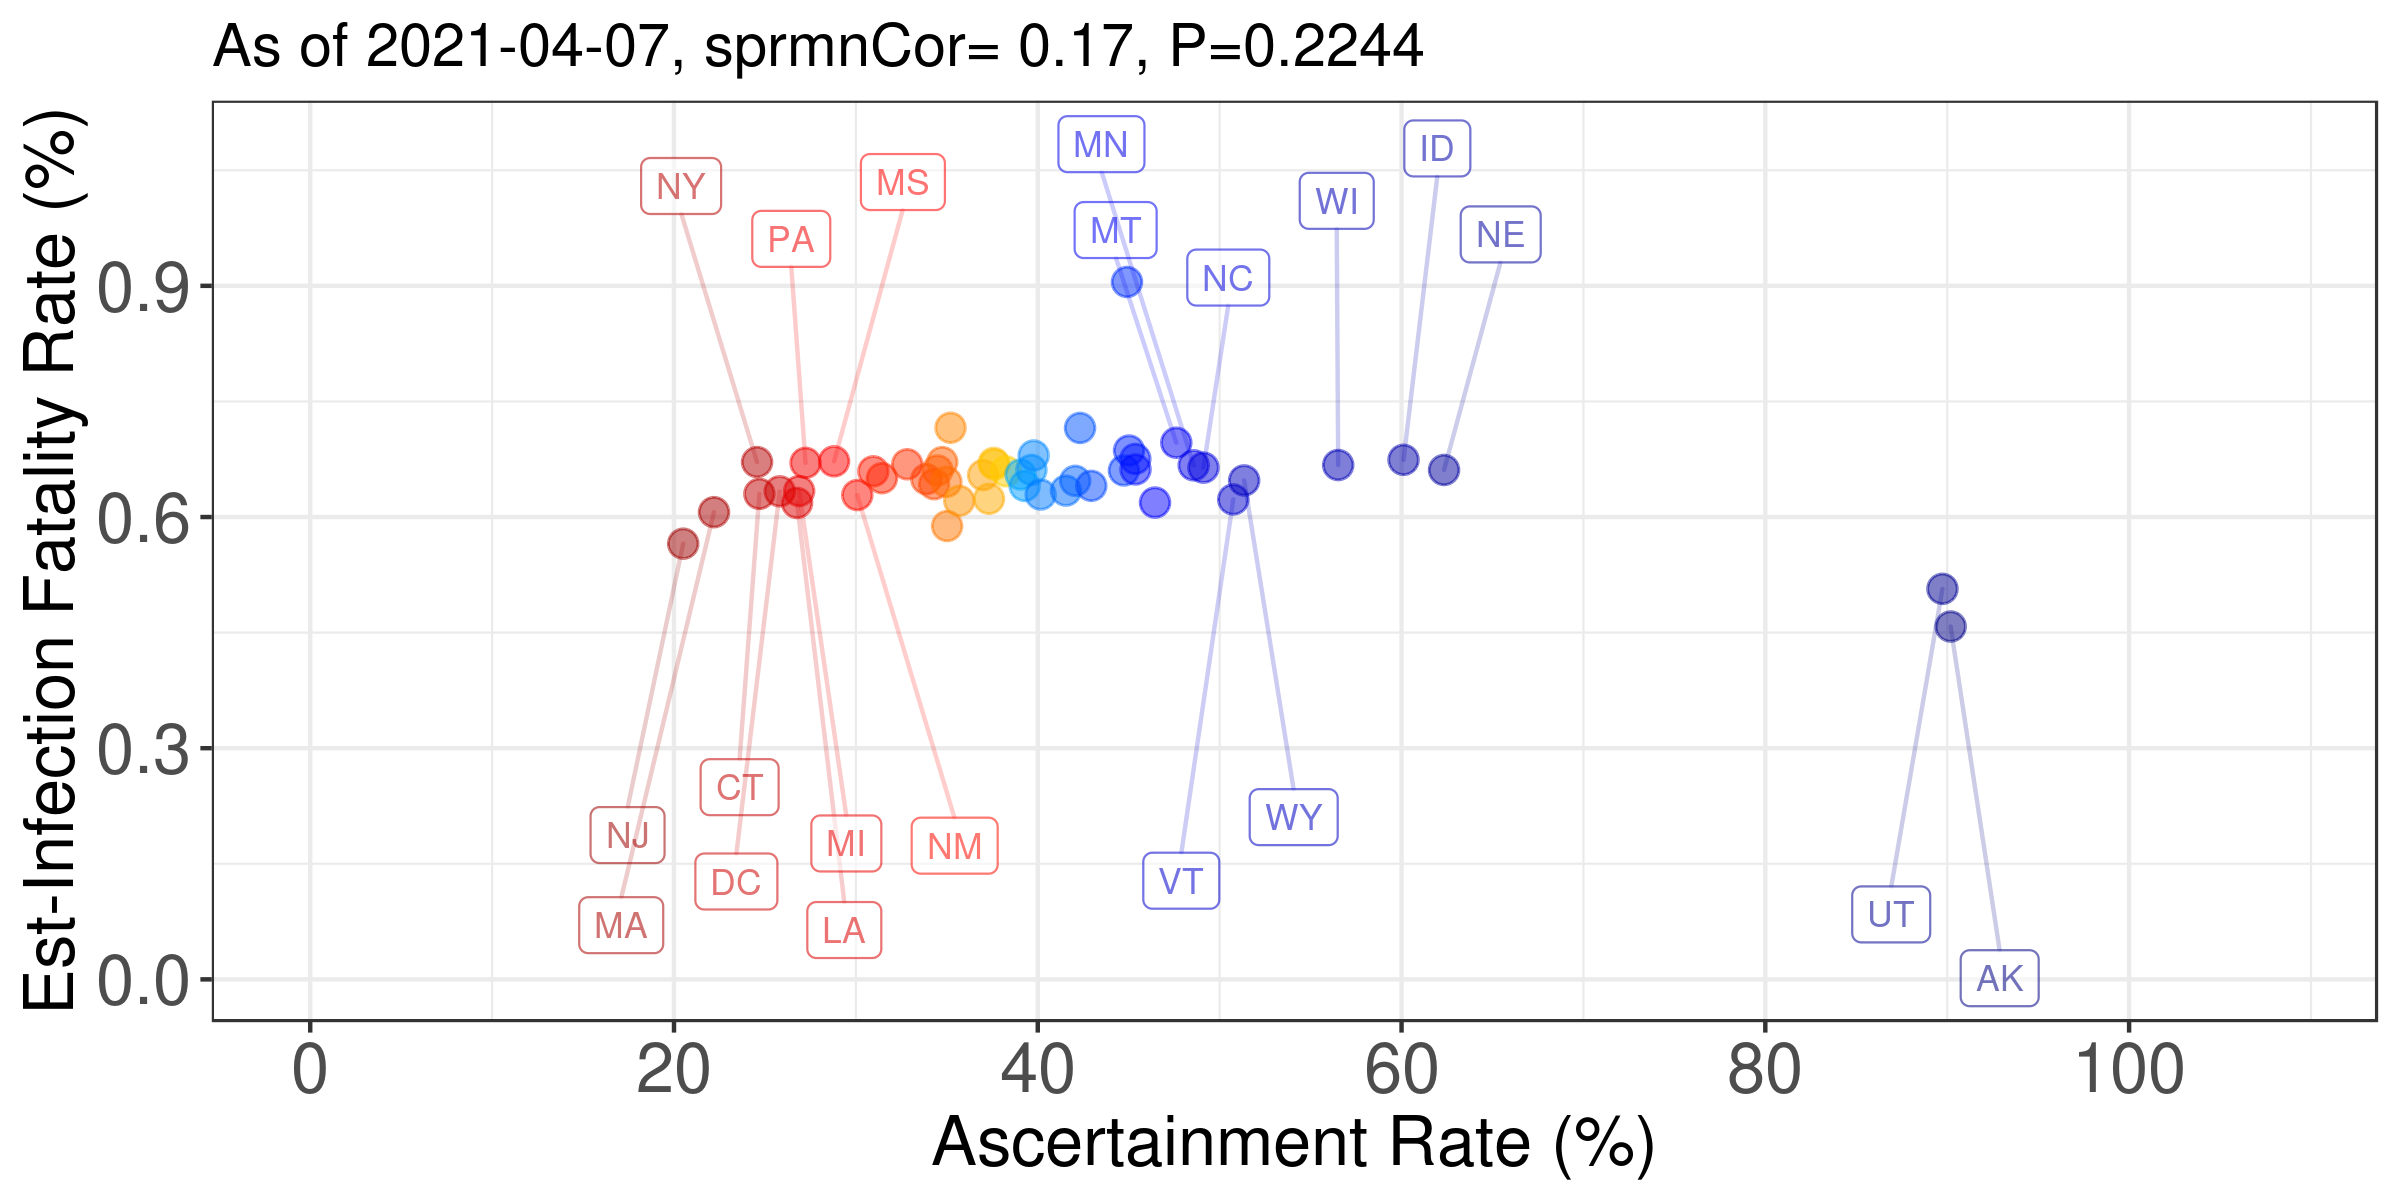 As of 2021-04-07, sprmnCor= 0.17, P=0.2244
Est-Infection Fatality Rate (%)
0.9
0.6
0.3
0.0
MN
ID
NY
MS
WI
PA
MT
NE
NC
CT
NJ
MI
NM
WY
DC
VT
MA
LA
UT
AK
0
20
40
60
80
100
Ascertainment Rate (%)